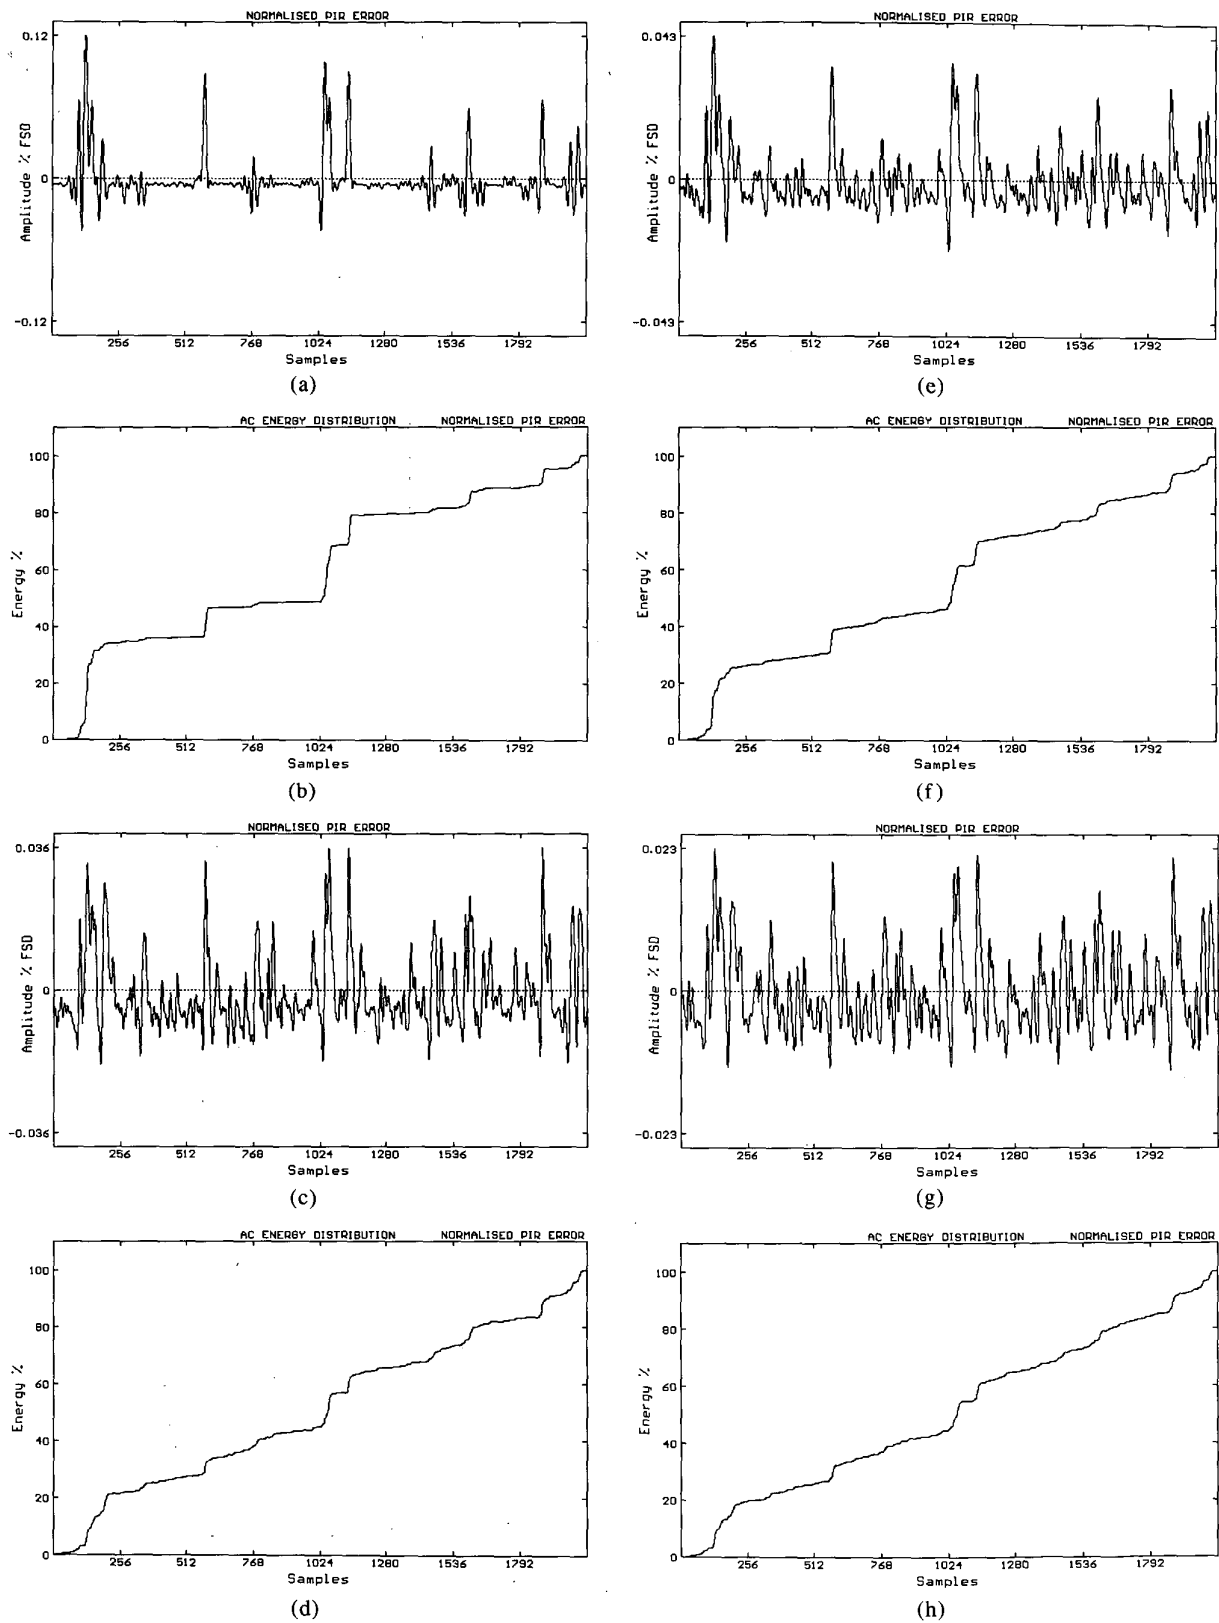 NORMALISED PIR ERROR
0.12
0
-0.12
Amplitude % FSD
256 512 768 1024 1280 1536 1792
Samples
(a)
AC ENERGY DISTRIBUTION NORMALISED PIR ERROR
100
80
60
40
20
0
Energy %
256 512 768 1024 1280 1536 1792
Samples
(b)
NORMALISED PIR ERROR
0.036
0
-0.036
Amplitude % FSD
256 512 768 1024 1280 1536 1792
Samples
(c)
AC ENERGY DISTRIBUTION NORMALISED PIR ERROR
100
80
60
40
20
0
Energy %
256 512 768 1024 1280 1536 1792
Samples
(d)
NORMALISED PIR ERROR
0.043
0
-0.043
Amplitude % FSD
256 512 768 1024 1280 1536 1792
Samples
(e)
AC ENERGY DISTRIBUTION NORMALISED PIR ERROR
100
80
60
40
20
0
Energy %
256 512 768 1024 1280 1536 1792
Samples
(f)
NORMALISED PIR ERROR
0.023
0
-0.023
Amplitude % FSD
256 512 768 1024 1280 1536 1792
Samples
(g)
AC ENERGY DISTRIBUTION NORMALISED PIR ERROR
100
80
60
40
20
0
Energy %
256 512 768 1024 1280 1536 1792
Samples
(h)